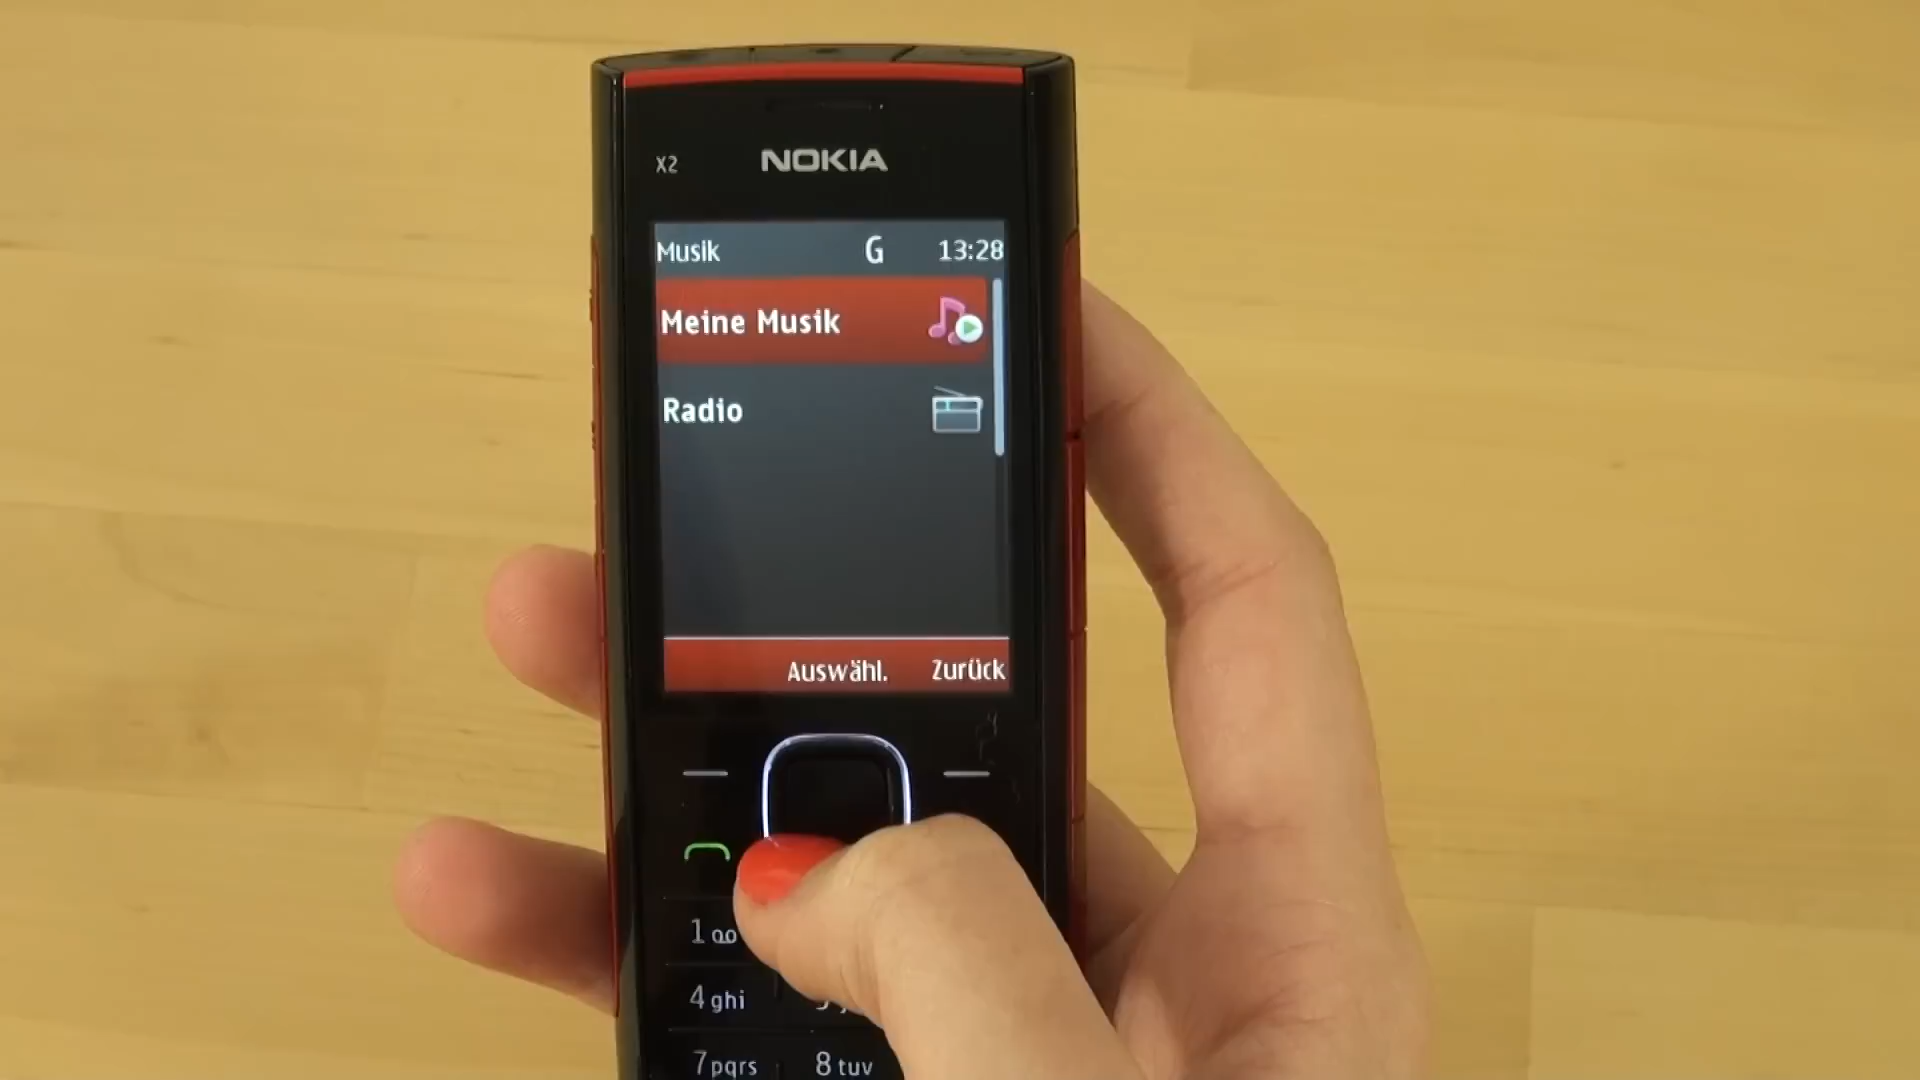 X2 NOKIA
Musik G 13:28
Meine Musik
Radio
Auswähl. Zurück
1
4 ghi
7 pqrs 8 tuv